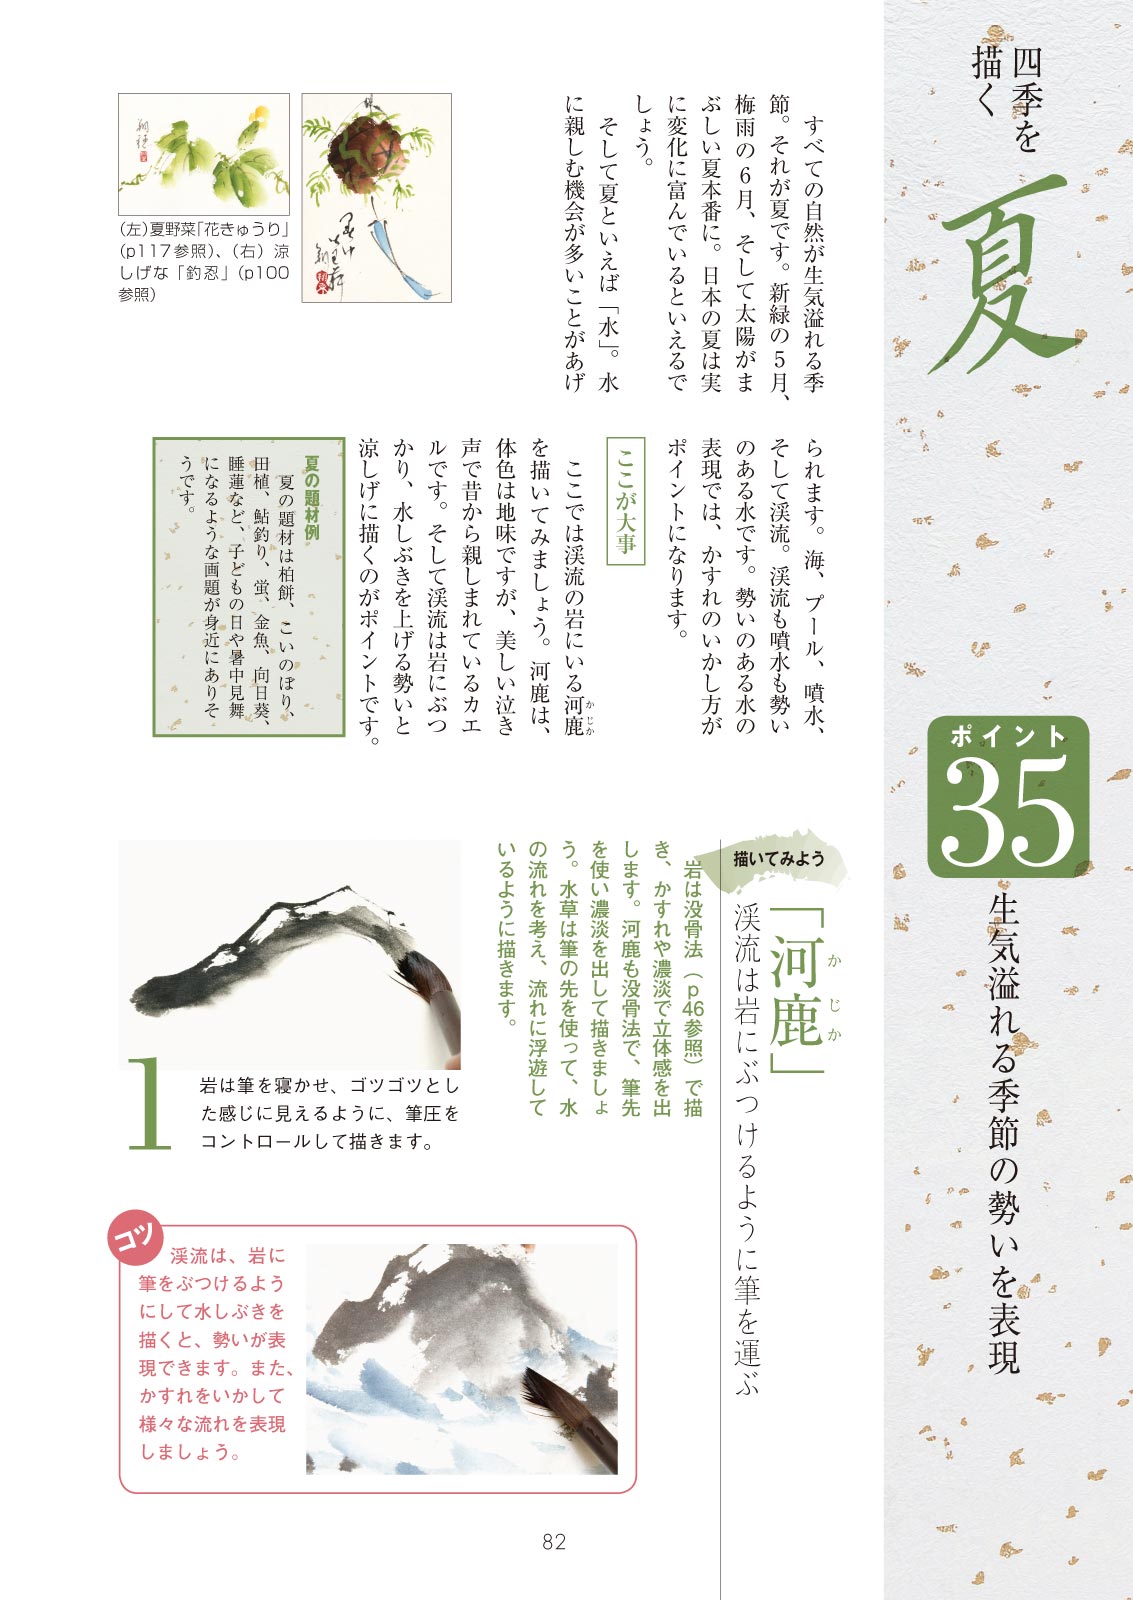 四季を
描く
夏
ポイント
35
生気溢れる季節の勢いを表現
すべての自然が生気溢れる季
節。それが夏です。新緑の5月、
梅雨の6月、そして太陽がま
ぶしい夏本番に。日本の夏は実
に変化に富んでいるといえるで
しょう。
そして夏といえば「水」。水
に親しむ機会が多いことがあげ
られます。海、プール、噴水、
そして渓流。渓流も噴水も勢い
のある水です。勢いのある水の
表現では、かすれのいかし方が
ポイントになります。
ここが大事
ここでは渓流の岩にいる河鹿
かじか
を描いてみましょう。河鹿は、
体色は地味ですが、美しい泣き
声で昔から親しまれているカエ
ルです。そして渓流は岩にぶつ
かり、水しぶきを上げる勢いと
涼しげに描くのがポイントです。
(左)夏野菜「花きゅうり」
(p117参照)、(右) 涼
しげな「釣忍」(p100
参照)
夏の題材例
夏の題材は柏餅、こいのぼり、
田植、鮎釣り、蛍、金魚、向日葵、
睡蓮など、子どもの日や暑中見舞
になるような画題が身近にありそ
うです。
描いてみよう
「河鹿」
かじか
渓流は岩にぶつけるように筆を運ぶ
岩は没骨法(p46参照)で描
き、かすれや濃淡で立体感を出
します。河鹿も没骨法で、筆先
を使い濃淡を出して描きましょ
う。水草は筆の先を使って、水
の流れを考え、流れに浮遊して
いるように描きます。
1
岩は筆を寝かせ、ゴツゴツとし
た感じに見えるように、筆圧を
コントロールして描きます。
コツ
渓流は、岩に
筆をぶつけるよう
にして水しぶきを
描くと、勢いが表
現できます。また、
かすれをいかして
様々な流れを表現
しましょう。
82